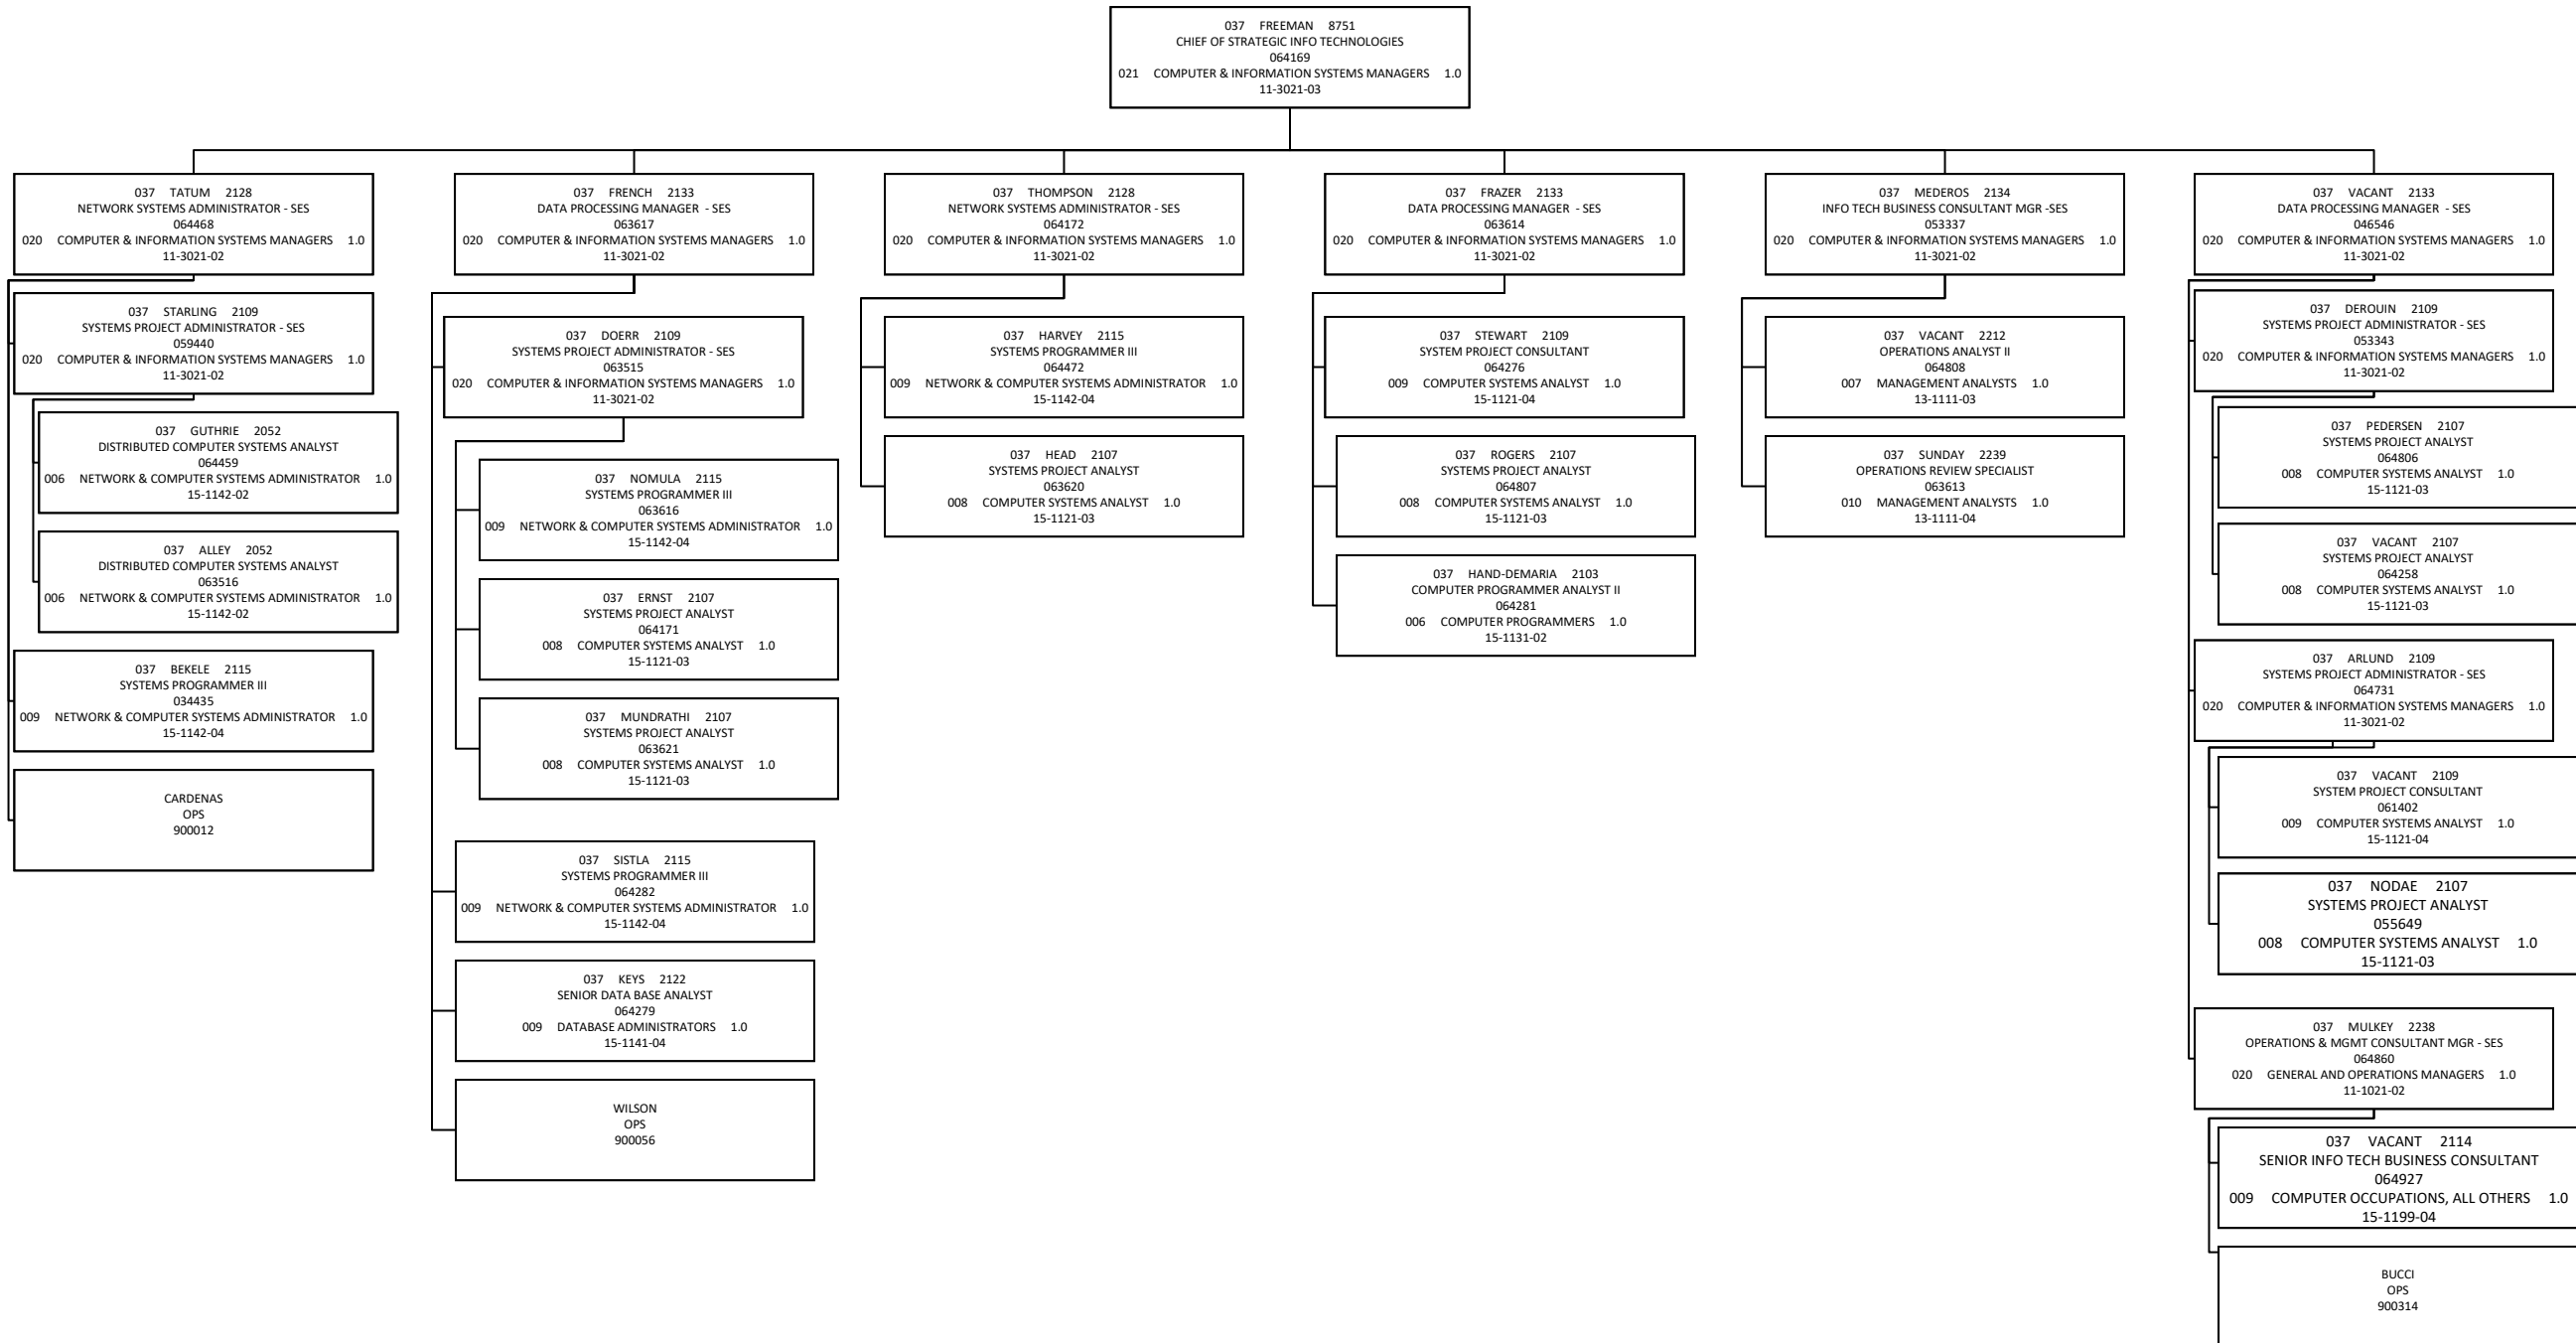 037 FREEMAN 8751
CHIEF OF STRATEGIC INFO TECHNOLOGIES
064169
021 COMPUTER & INFORMATION SYSTEMS MANAGERS 1.0
11-3021-03
037 TATUM 2128
NETWORK SYSTEMS ADMINISTRATOR - SES
064468
020 COMPUTER & INFORMATION SYSTEMS MANAGERS 1.0
11-3021-02
037 STARLING 2109
SYSTEMS PROJECT ADMINISTRATOR - SES
059440
020 COMPUTER & INFORMATION SYSTEMS MANAGERS 1.0
11-3021-02
037 GUTHRIE 2052
DISTRIBUTED COMPUTER SYSTEMS ANALYST
064459
006 NETWORK & COMPUTER SYSTEMS ADMINISTRATOR 1.0
15-1142-02
037 ALLEY 2052
DISTRIBUTED COMPUTER SYSTEMS ANALYST
063516
006 NETWORK & COMPUTER SYSTEMS ADMINISTRATOR 1.0
15-1142-02
037 BEKELE 2115
SYSTEMS PROGRAMMER III
034435
009 NETWORK & COMPUTER SYSTEMS ADMINISTRATOR 1.0
15-1142-04
CARDENAS
OPS
900012
037 FRENCH 2133
DATA PROCESSING MANAGER - SES
063617
020 COMPUTER & INFORMATION SYSTEMS MANAGERS 1.0
11-3021-02
037 DOERR 2109
SYSTEMS PROJECT ADMINISTRATOR - SES
063515
020 COMPUTER & INFORMATION SYSTEMS MANAGERS 1.0
11-3021-02
037 NOMULA 2115
SYSTEMS PROGRAMMER III
063616
009 NETWORK & COMPUTER SYSTEMS ADMINISTRATOR 1.0
15-1142-04
037 ERNST 2107
SYSTEMS PROJECT ANALYST
064171
008 COMPUTER SYSTEMS ANALYST 1.0
15-1121-03
037 MUNDRATHI 2107
SYSTEMS PROJECT ANALYST
063621
008 COMPUTER SYSTEMS ANALYST 1.0
15-1121-03
037 SISTLA 2115
SYSTEMS PROGRAMMER III
064282
009 NETWORK & COMPUTER SYSTEMS ADMINISTRATOR 1.0
15-1142-04
037 KEYS 2122
SENIOR DATA BASE ANALYST
064279
009 DATABASE ADMINISTRATORS 1.0
15-1141-04
WILSON
OPS
900056
037 THOMPSON 2128
NETWORK SYSTEMS ADMINISTRATOR - SES
064172
020 COMPUTER & INFORMATION SYSTEMS MANAGERS 1.0
11-3021-02
037 HARVEY 2115
SYSTEMS PROGRAMMER III
064472
009 NETWORK & COMPUTER SYSTEMS ADMINISTRATOR 1.0
15-1142-04
037 HEAD 2107
SYSTEMS PROJECT ANALYST
063620
008 COMPUTER SYSTEMS ANALYST 1.0
15-1121-03
037 FRAZER 2133
DATA PROCESSING MANAGER - SES
063614
020 COMPUTER & INFORMATION SYSTEMS MANAGERS 1.0
11-3021-02
037 STEWART 2109
SYSTEM PROJECT CONSULTANT
064276
009 COMPUTER SYSTEMS ANALYST 1.0
15-1121-04
037 ROGERS 2107
SYSTEMS PROJECT ANALYST
064807
008 COMPUTER SYSTEMS ANALYST 1.0
15-1121-03
037 HAND-DEMARIA 2103
COMPUTER PROGRAMMER ANALYST II
064281
006 COMPUTER PROGRAMMERS 1.0
15-1131-02
037 MEDEROS 2134
INFO TECH BUSINESS CONSULTANT MGR -SES
053337
020 COMPUTER & INFORMATION SYSTEMS MANAGERS 1.0
11-3021-02
037 VACANT 2212
OPERATIONS ANALYST II
064808
007 MANAGEMENT ANALYSTS 1.0
13-1111-03
037 SUNDAY 2239
OPERATIONS REVIEW SPECIALIST
063613
010 MANAGEMENT ANALYSTS 1.0
13-1111-04
037 VACANT 2133
DATA PROCESSING MANAGER - SES
046546
020 COMPUTER & INFORMATION SYSTEMS MANAGERS 1.0
11-3021-02
037 DEROUIN 2109
SYSTEMS PROJECT ADMINISTRATOR - SES
053343
020 COMPUTER & INFORMATION SYSTEMS MANAGERS 1.0
11-3021-02
037 PEDERSEN 2107
SYSTEMS PROJECT ANALYST
064806
008 COMPUTER SYSTEMS ANALYST 1.0
15-1121-03
037 VACANT 2107
SYSTEMS PROJECT ANALYST
064258
008 COMPUTER SYSTEMS ANALYST 1.0
15-1121-03
037 ARLUND 2109
SYSTEMS PROJECT ADMINISTRATOR - SES
064731
020 COMPUTER & INFORMATION SYSTEMS MANAGERS 1.0
11-3021-02
037 VACANT 2109
SYSTEM PROJECT CONSULTANT
061402
009 COMPUTER SYSTEMS ANALYST 1.0
15-1121-04
037 NODAE 2107
SYSTEMS PROJECT ANALYST
055649
008 COMPUTER SYSTEMS ANALYST 1.0
15-1121-03
037 MULKEY 2238
OPERATIONS & MGMT CONSULTANT MGR - SES
064860
020 GENERAL AND OPERATIONS MANAGERS 1.0
11-1021-02
037 VACANT 2114
SENIOR INFO TECH BUSINESS CONSULTANT
064927
009 COMPUTER OCCUPATIONS, ALL OTHERS 1.0
15-1199-04
BUCCI
OPS
900314